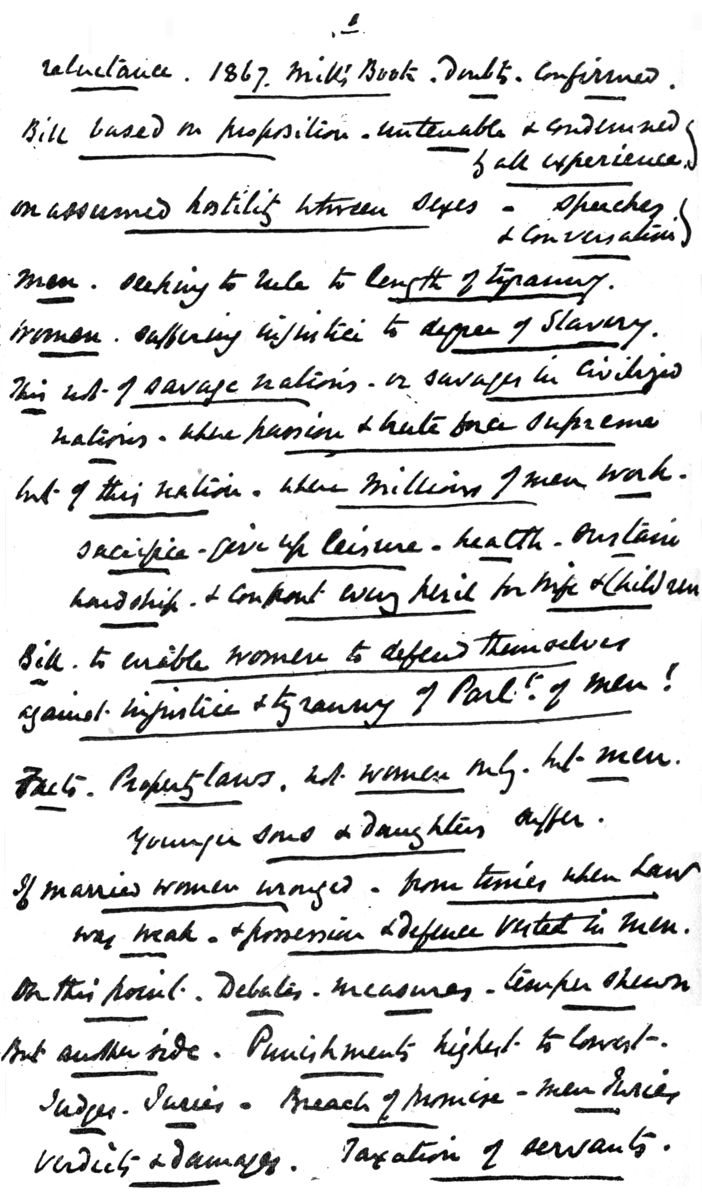 1
reluctance. 1867. Mill's Book. Doubts. Confirmed.
Bill based on proposition - untenable & condemned
by all experience.
on assumed hostility between sexes - speeches
& conversation
Men. seeking to rule to length of tyranny.
Women. suffering injustice to degree of Slavery.
This not of savage nations - or savages in civilized
nations - where passion & brute force supreme
but of this nation. where millions of men work -
sacrifice - give up leisure - health - sustain
hardship. & confront every peril for Wife & Children
Bill. to enable women to defend themselves
against injustice & tyranny of Parlt. of men!
Facts. Property laws. not women only. but men.
Younger sons & daughters suffer.
If married women wronged - from times when Law
was weak - & possession & defence vested in men.
On this point. Debates - measures - temper shewn
But another side. Punishments highest to lowest -
Judges. Juries - Breach of Promise - Men Juries
Verdicts & damages. Taxation of servants.